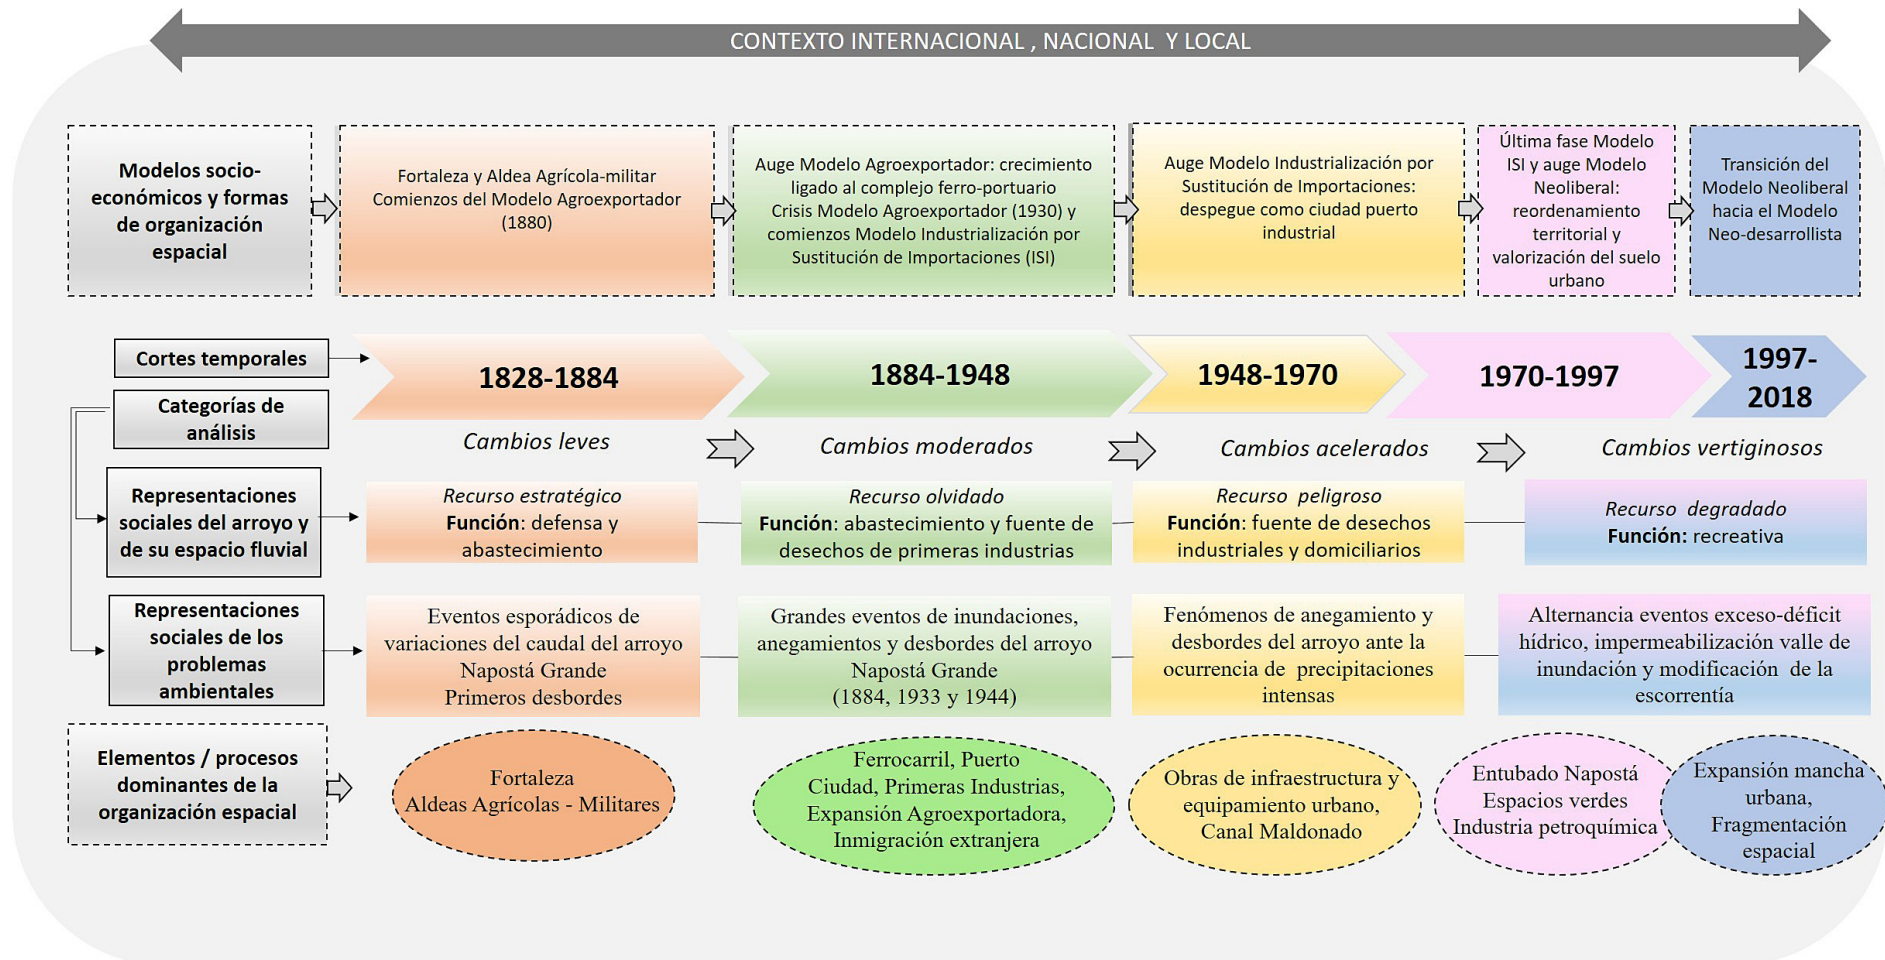 CONTEXTO INTERNACIONAL , NACIONAL Y LOCAL
Modelos socio-
económicos y formas
de organización
espacial
Fortaleza y Aldea Agrícola-militar
Comienzos del Modelo Agroexportador
(1880)
Auge Modelo Agroexportador: crecimiento
ligado al complejo ferro-portuario
Crisis Modelo Agroexportador (1930) y
comienzos Modelo Industrialización por
Sustitución de Importaciones (ISI)
Auge Modelo Industrialización por
Sustitución de Importaciones:
despegue como ciudad puerto
industrial
Última fase Modelo
ISI y auge Modelo
Neoliberal:
reordenamiento
territorial y
valorización del suelo
urbano
Transición del
Modelo Neoliberal
hacia el Modelo
Neo-desarrollista
Cortes temporales
1828-1884
1884-1948
1948-1970
1970-1997
1997-
2018
Categorías de
análisis
Cambios leves
Cambios moderados
Cambios acelerados
Cambios vertiginosos
Representaciones
sociales del arroyo y
de su espacio fluvial
Recurso estratégico
Función: defensa y
abastecimiento
Recurso olvidado
Función: abastecimiento y fuente de
desechos de primeras industrias
Recurso peligroso
Función: fuente de desechos
industriales y domiciliarios
Recurso degradado
Función: recreativa
Representaciones
sociales de los
problemas
ambientales
Eventos esporádicos de
variaciones del caudal del arroyo
Napostá Grande
Primeros desbordes
Grandes eventos de inundaciones,
anegamientos y desbordes del arroyo
Napostá Grande
(1884, 1933 y 1944)
Fenómenos de anegamiento y
desbordes del arroyo ante la
ocurrencia de precipitaciones
intensas
Alternancia eventos exceso-déficit
hídrico, impermeabilización valle de
inundación y modificación de la
escorrentía
Elementos / procesos
dominantes de la
organización espacial
Fortaleza
Aldeas Agrícolas - Militares
Ferrocarril, Puerto
Ciudad, Primeras Industrias,
Expansión Agroexportadora,
Inmigración extranjera
Obras de infraestructura y
equipamiento urbano,
Canal Maldonado
Entubado Napostá
Espacios verdes
Industria petroquímica
Expansión mancha
urbana,
Fragmentación
espacial